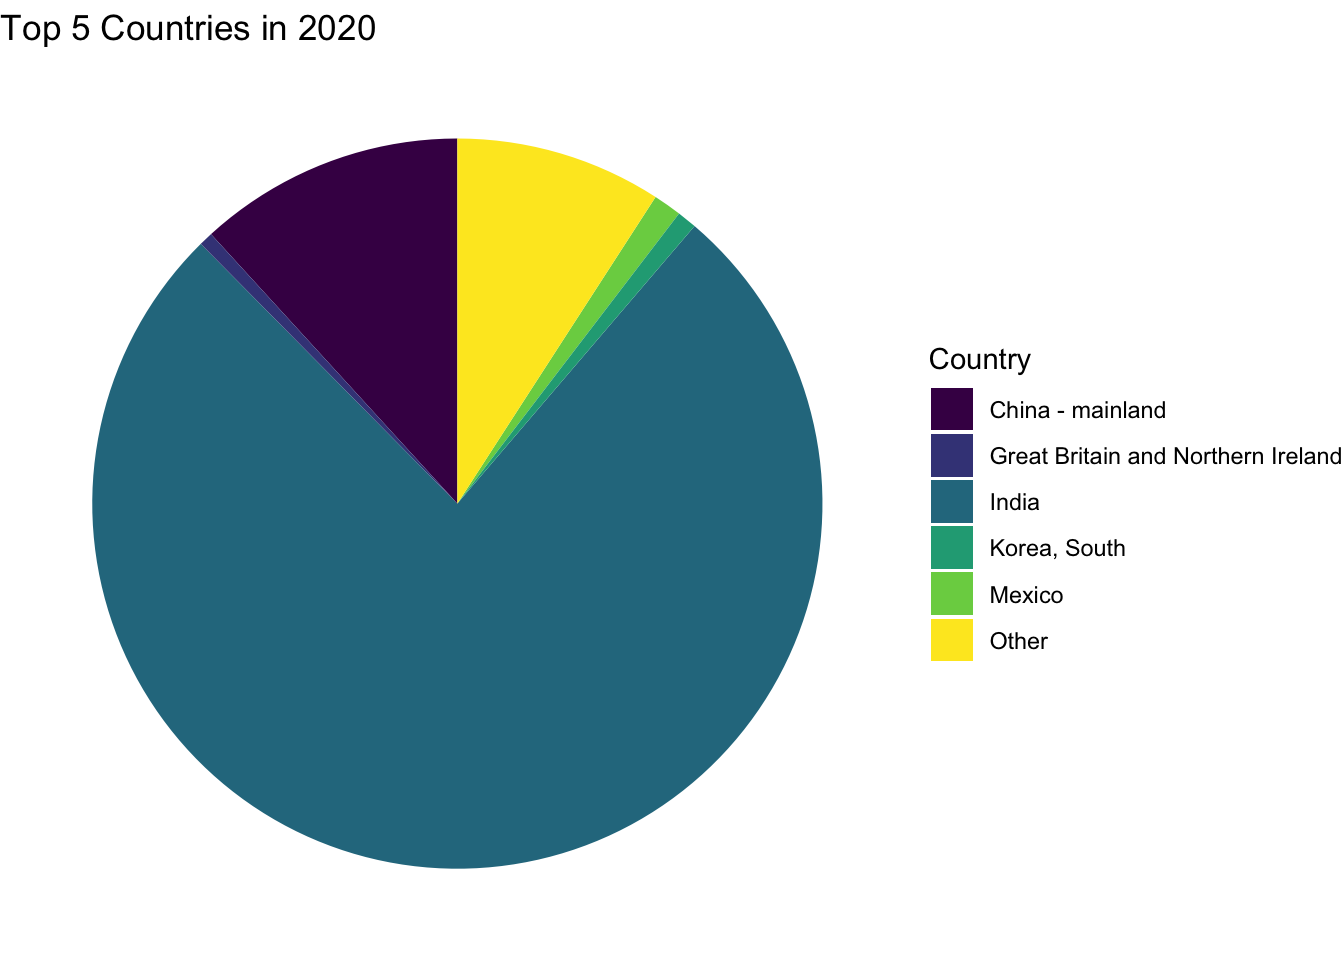 Top 5 Countries in 2020
Country
China - mainland
Great Britain and Northern Ireland
India
Korea, South
Mexico
Other